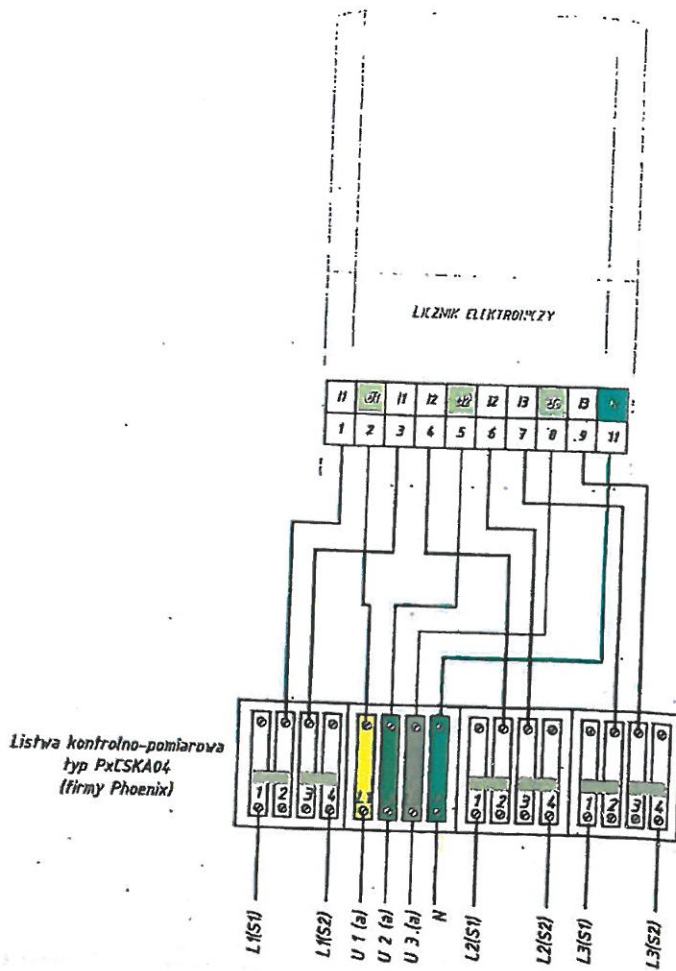 LICZNIK ELEKTRONICZY
I1 I1 I2 I2 I3 I3
1 2 3 4 5 6 7 8 9 11
Listwa kontrolno-pomiarowa
typ PxCSKA04
(firmy Phoenix)
1 2 3 4 L1 1 2 3 4 1 2 3 4
L1(S1) L1(S2) U 1 (a) U 2 (a) U 3.(a) N L2(S1) L2(S2) L3(S1) L3(S2)